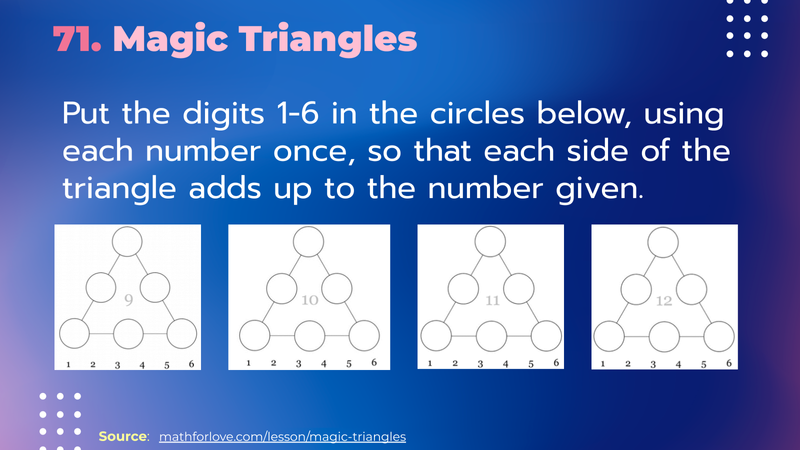 71. Magic Triangles
Put the digits 1-6 in the circles below, using
each number once, so that each side of the
triangle adds up to the number given.
9
1 2 3 4 5 6
10
1 2 3 4 5 6
11
1 2 3 4 5 6
12
1 2 3 4 5 6
Source: mathforlove.com/lesson/magic-triangles